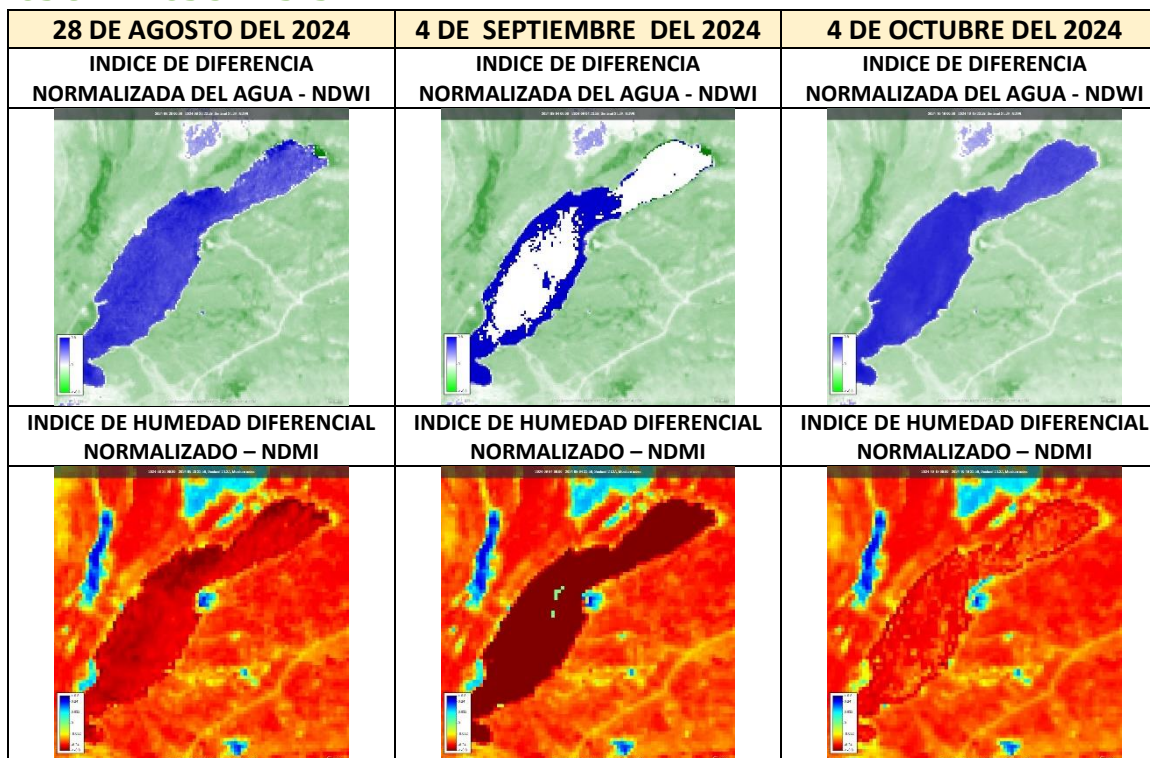 28 DE AGOSTO DEL 2024
4 DE SEPTIEMBRE DEL 2024
4 DE OCTUBRE DEL 2024
INDICE DE DIFERENCIA
NORMALIZADA DEL AGUA - NDWI
INDICE DE DIFERENCIA
NORMALIZADA DEL AGUA - NDWI
INDICE DE DIFERENCIA
NORMALIZADA DEL AGUA - NDWI
INDICE DE HUMEDAD DIFERENCIAL
NORMALIZADO – NDMI
INDICE DE HUMEDAD DIFERENCIAL
NORMALIZADO – NDMI
INDICE DE HUMEDAD DIFERENCIAL
NORMALIZADO – NDMI